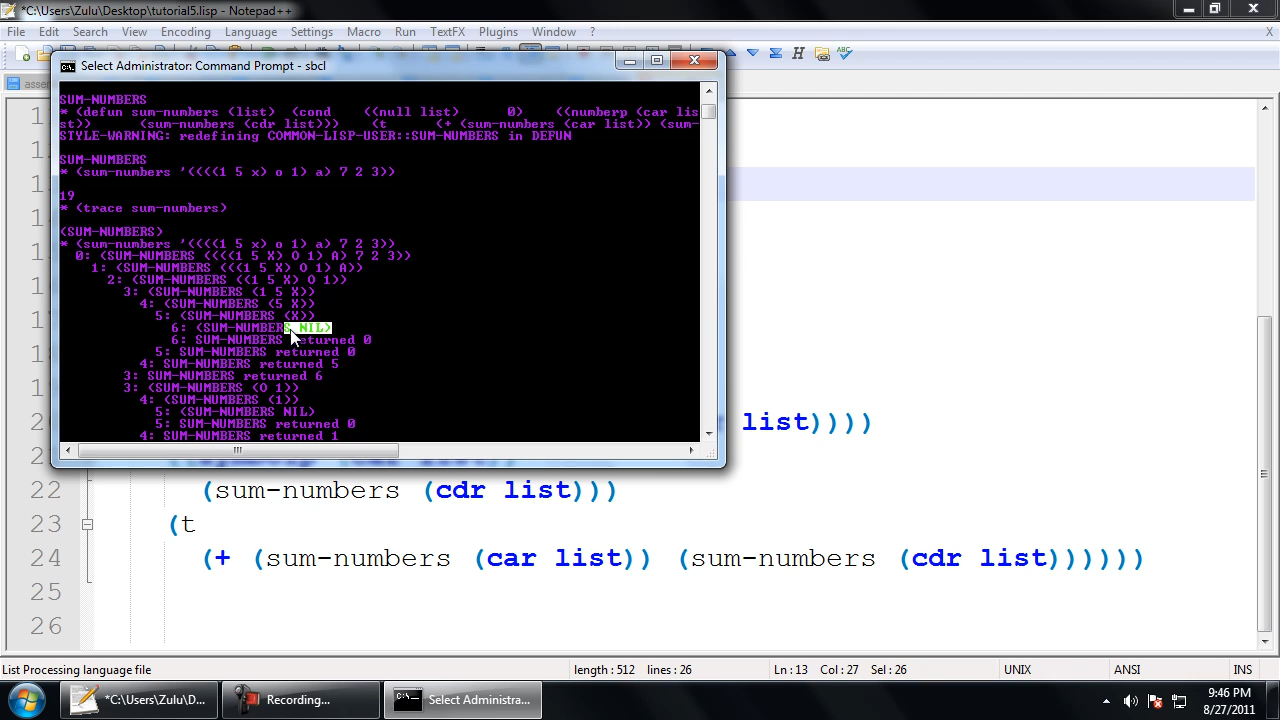 *C:\Users\Zulu\Desktop\tutorial5.lisp - Notepad++
File Edit Search View Encoding Language Settings Macro Run TextFX Plugins Window ? X
Select Administrator: Command Prompt - sbcl
SUM-NUMBERS
* (defun sum-numbers (list) (cond ((null list) 0) ((numberp (car lis
st)) (sum-numbers (cdr list))) (t (+ (sum-numbers (car list)) (sum-
STYLE-WARNING: redefining COMMON-LISP-USER::SUM-NUMBERS in DEFUN
SUM-NUMBERS
* (sum-numbers '((((1 5 x) o 1) a) 7 2 3))
19
* (trace sum-numbers)
(SUM-NUMBERS)
* (sum-numbers '((((1 5 x) o 1) a) 7 2 3))
0: (SUM-NUMBERS ((((1 5 X) O 1) A) 7 2 3))
1: (SUM-NUMBERS (((1 5 X) O 1) A))
2: (SUM-NUMBERS ((1 5 X) O 1))
3: (SUM-NUMBERS (1 5 X))
4: (SUM-NUMBERS (5 X))
5: (SUM-NUMBERS (X))
6: (SUM-NUMBERS NIL)
6: SUM-NUMBERS returned 0
5: SUM-NUMBERS returned 0
4: SUM-NUMBERS returned 5
3: SUM-NUMBERS returned 6
3: (SUM-NUMBERS (O 1))
4: (SUM-NUMBERS (1))
5: (SUM-NUMBERS NIL)
5: SUM-NUMBERS returned 0
4: SUM-NUMBERS returned 1
list))))
22 (sum-numbers (cdr list)))
23 (t
24 (+ (sum-numbers (car list)) (sum-numbers (cdr list))))))
25
26
List Processing language file length : 512 lines : 26 Ln : 13 Col : 27 Sel : 26 UNIX ANSI INS
*C:\Users\Zulu\D... Recording... Select Administra... 9:46 PM
8/27/2011